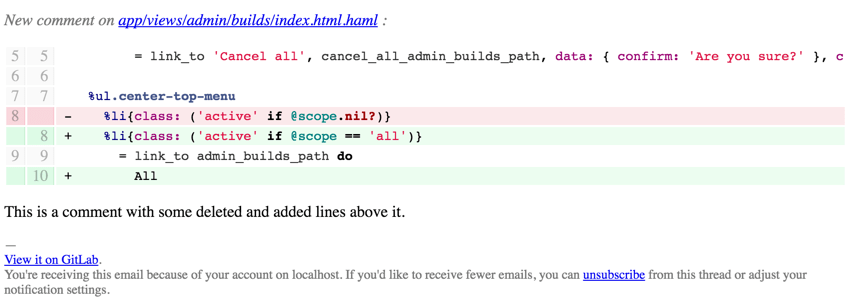 New comment on app/views/admin/builds/index.html.haml :
5 5 = link_to 'Cancel all', cancel_all_admin_builds_path, data: { confirm: 'Are you sure?' }, c
6 6
7 7 %ul.center-top-menu
8 - %li{class: ('active' if @scope.nil?)}
8 + %li{class: ('active' if @scope == 'all')}
9 9 = link_to admin_builds_path do
10 + All
This is a comment with some deleted and added lines above it.
—
View it on GitLab.
You're receiving this email because of your account on localhost. If you'd like to receive fewer emails, you can unsubscribe from this thread or adjust your
notification settings.